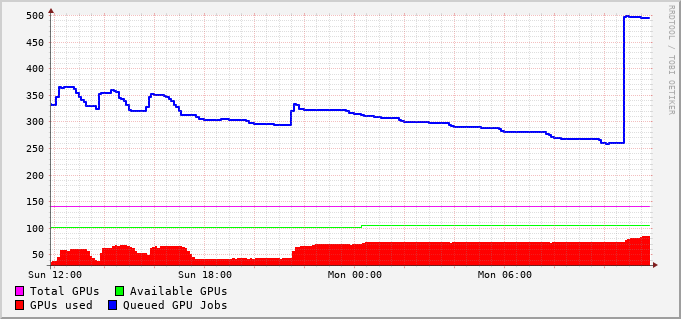 500
450
400
350
300
250
200
150
100
50
Sun 12:00 Sun 18:00 Mon 00:00 Mon 06:00
Total GPUs Available GPUs
GPUs used Queued GPU Jobs
RRDTOOL / TOBI OETIKER